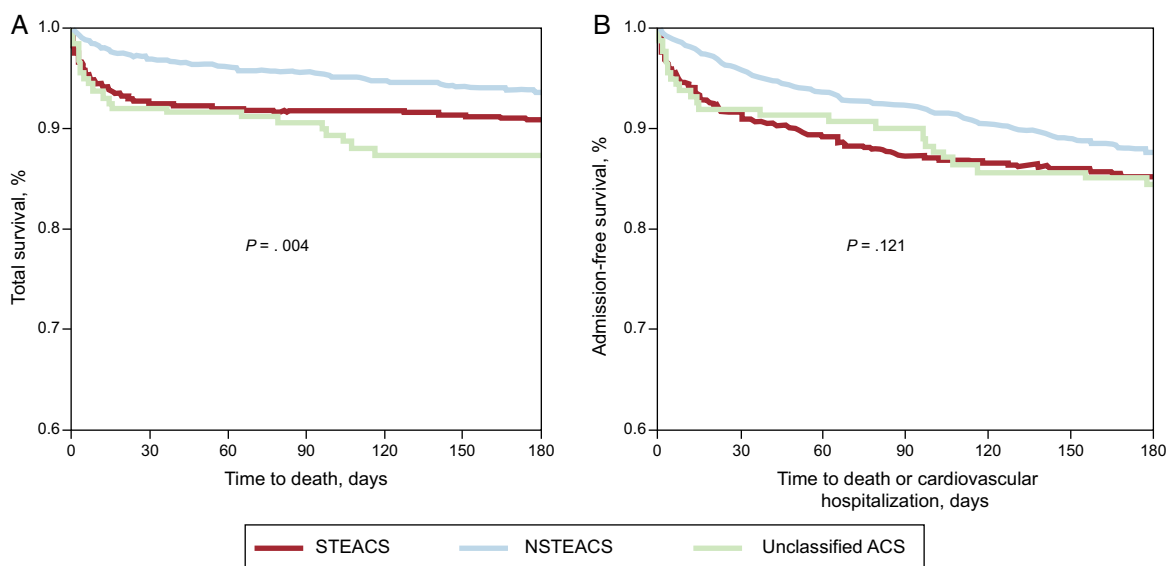 A
1.0
0.9
0.8
0.7
0.6
Total survival, %
P = . 004
0 30 60 90 120 150 180
Time to death, days
B
1.0
0.9
0.8
0.7
0.6
Admission-free survival, %
P = .121
0 30 60 90 120 150 180
Time to death or cardiovascular
hospitalization, days
STEACS NSTEACS Unclassified ACS